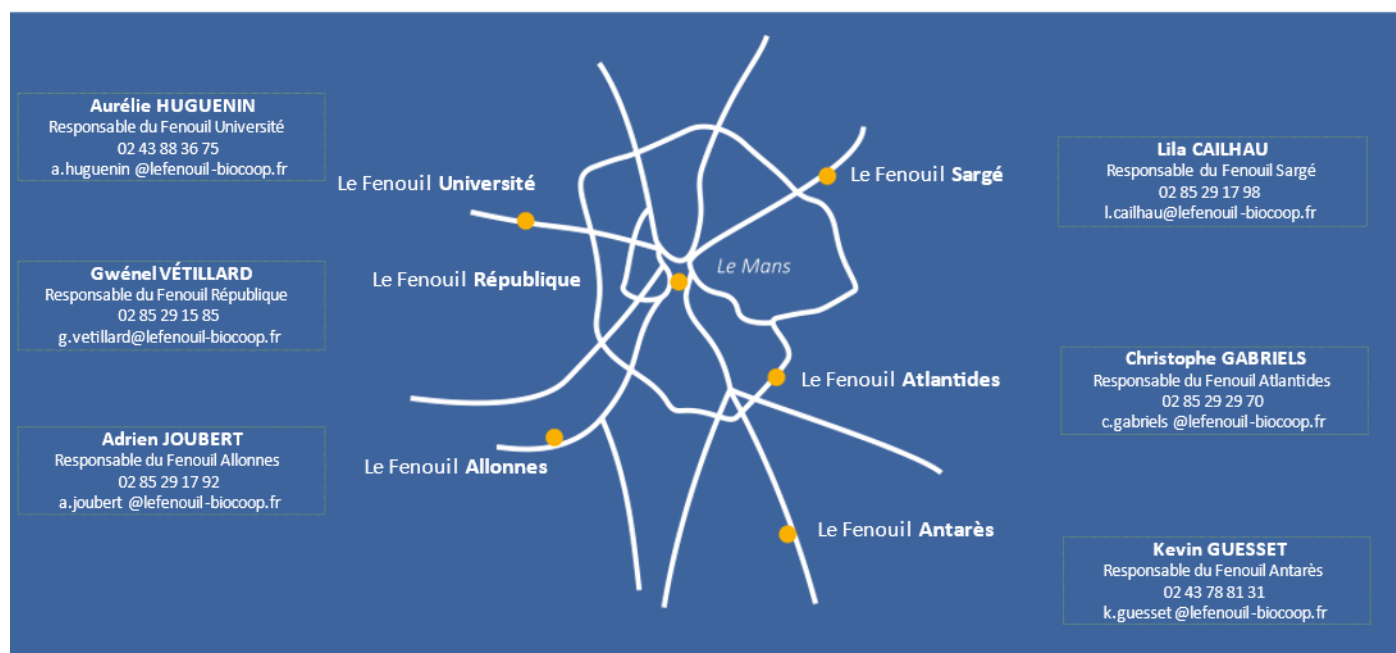 Aurélie HUGUENIN
Responsable du Fenouil Université
02 43 88 36 75
a.huguenin @lefenouil-biocoop.fr
Gwénel VÉTILLARD
Responsable du Fenouil République
02 85 29 15 85
g.vetillard@lefenouil-biocoop.fr
Adrien JOUBERT
Responsable du Fenouil Allonnes
02 85 29 17 92
a.joubert @lefenouil-biocoop.fr
Le Fenouil Université
Le Fenouil République
Le Fenouil Allonnes
Le Mans
Le Fenouil Sargé
Le Fenouil Atlantides
Le Fenouil Antarès
Lila CAILHAU
Responsable du Fenouil Sargé
02 85 29 17 98
l.cailhau@lefenouil-biocoop.fr
Christophe GABRIELS
Responsable du Fenouil Atlantides
02 85 29 29 70
c.gabriels @lefenouil-biocoop.fr
Kevin GUESSET
Responsable du Fenouil Antarès
02 43 78 81 31
k.guesset @lefenouil-biocoop.fr